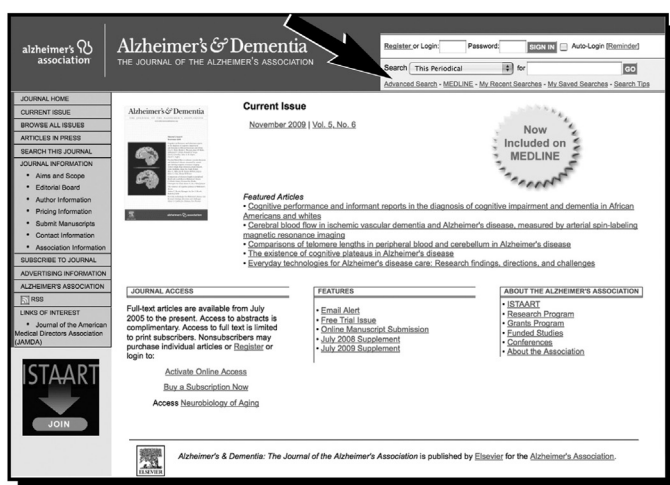 alzheimer's
association
Alzheimer's & Dementia
THE JOURNAL OF THE ALZHEIMER'S ASSOCIATION
Register or Login: Password: SIGN IN Auto-Login [Reminder]
Search This Periodical for GO
Advanced Search - MEDLINE - My Recent Searches - My Saved Searches - Search Tips
JOURNAL HOME
CURRENT ISSUE
BROWSE ALL ISSUES
ARTICLES IN PRESS
SEARCH THIS JOURNAL
JOURNAL INFORMATION
• Aims and Scope
• Editorial Board
• Author Information
• Pricing Information
• Submit Manuscripts
• Contact Information
• Association Information
SUBSCRIBE TO JOURNAL
ADVERTISING INFORMATION
ALZHEIMER'S ASSOCIATION
RSS
LINKS OF INTEREST
• Journal of the American
Medical Directors Association
(JAMDA)
ISTAART
JOIN
Alzheimer's & Dementia
Current Issue
November 2009 | Vol. 5, No. 6
Now
Included on
MEDLINE
Featured Articles
• Cognitive performance and informant reports in the diagnosis of cognitive impairment and dementia in African
Americans and whites
• Cerebral blood flow in ischemic vascular dementia and Alzheimer's disease, measured by arterial spin-labeling
magnetic resonance imaging
• Comparisons of telomere lengths in peripheral blood and cerebellum in Alzheimer's disease
• The existence of cognitive plateaus in Alzheimer's disease
• Everyday technologies for Alzheimer's disease care: Research findings, directions, and challenges
JOURNAL ACCESS
Full-text articles are available from July
2005 to the present. Access to abstracts is
complimentary. Access to full text is limited
to print subscribers. Nonsubscribers may
purchase individual articles or Register or
login to:
Activate Online Access
Buy a Subscription Now
Access Neurobiology of Aging
FEATURES
• Email Alert
• Free Trial Issue
• Online Manuscript Submission
• July 2008 Supplement
• July 2009 Supplement
ABOUT THE ALZHEIMER'S ASSOCIATION
• ISTAART
• Research Program
• Grants Program
• Funded Studies
• Conferences
• About the Association
ELSEVIER
Alzheimer's & Dementia: The Journal of the Alzheimer's Association is published by Elsevier for the Alzheimer's Association.